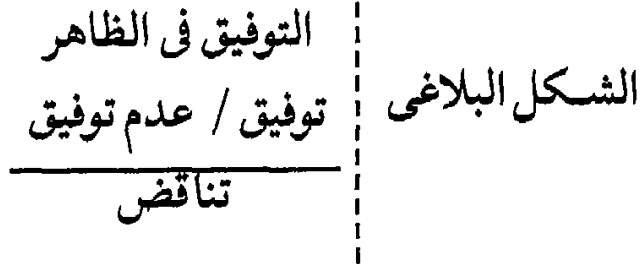 الشكل البلاغى
التوفيق فى الظاهر
توفيق / عدم توفيق
تناقض